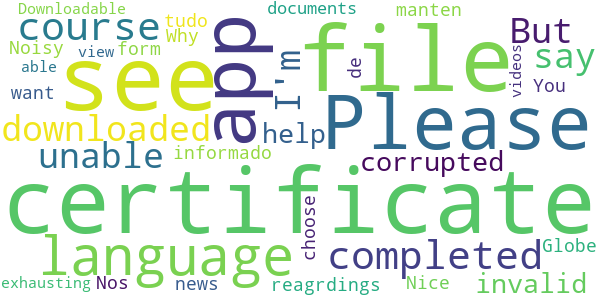 Downloadable
tudo
documents
manten
course
Why
Noisy
view
form
able
want
see
app
I'm
file
de
videos
But
say
You
downloaded
help
Please
unable
informado
corrupted
certificate
choose
language
completed
Globe
exhausting
Nos
news
reagrdings
Nice
invalid